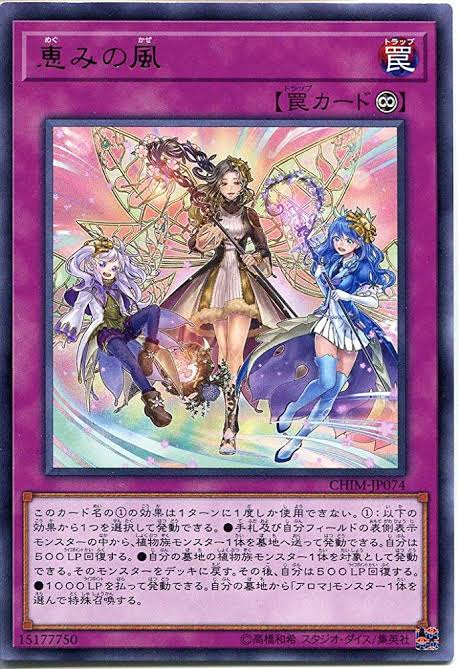 恵みの風
めぐ かぜ
罠
トラップ
【罠カード】
トラップ
CHIM-JP074
このカード名の①の効果は1ターンに1度しか使用できない。①:以下の
効果から1つを選択して発動できる。●手札及び自分フィールドの表側表示
モンスターの中から、植物族モンスター1体を墓地へ送って発動できる。自分は
500LP回復する。●自分の墓地の植物族モンスター1体を対象として発動
できる。そのモンスターをデッキに戻す。その後、自分は500LP回復する。
●1000LPを払って発動できる。自分の墓地から「アロマ」モンスター1体を
選んで特殊召喚する。
15177750
©高橋和希 スタジオ・ダイス/集英社